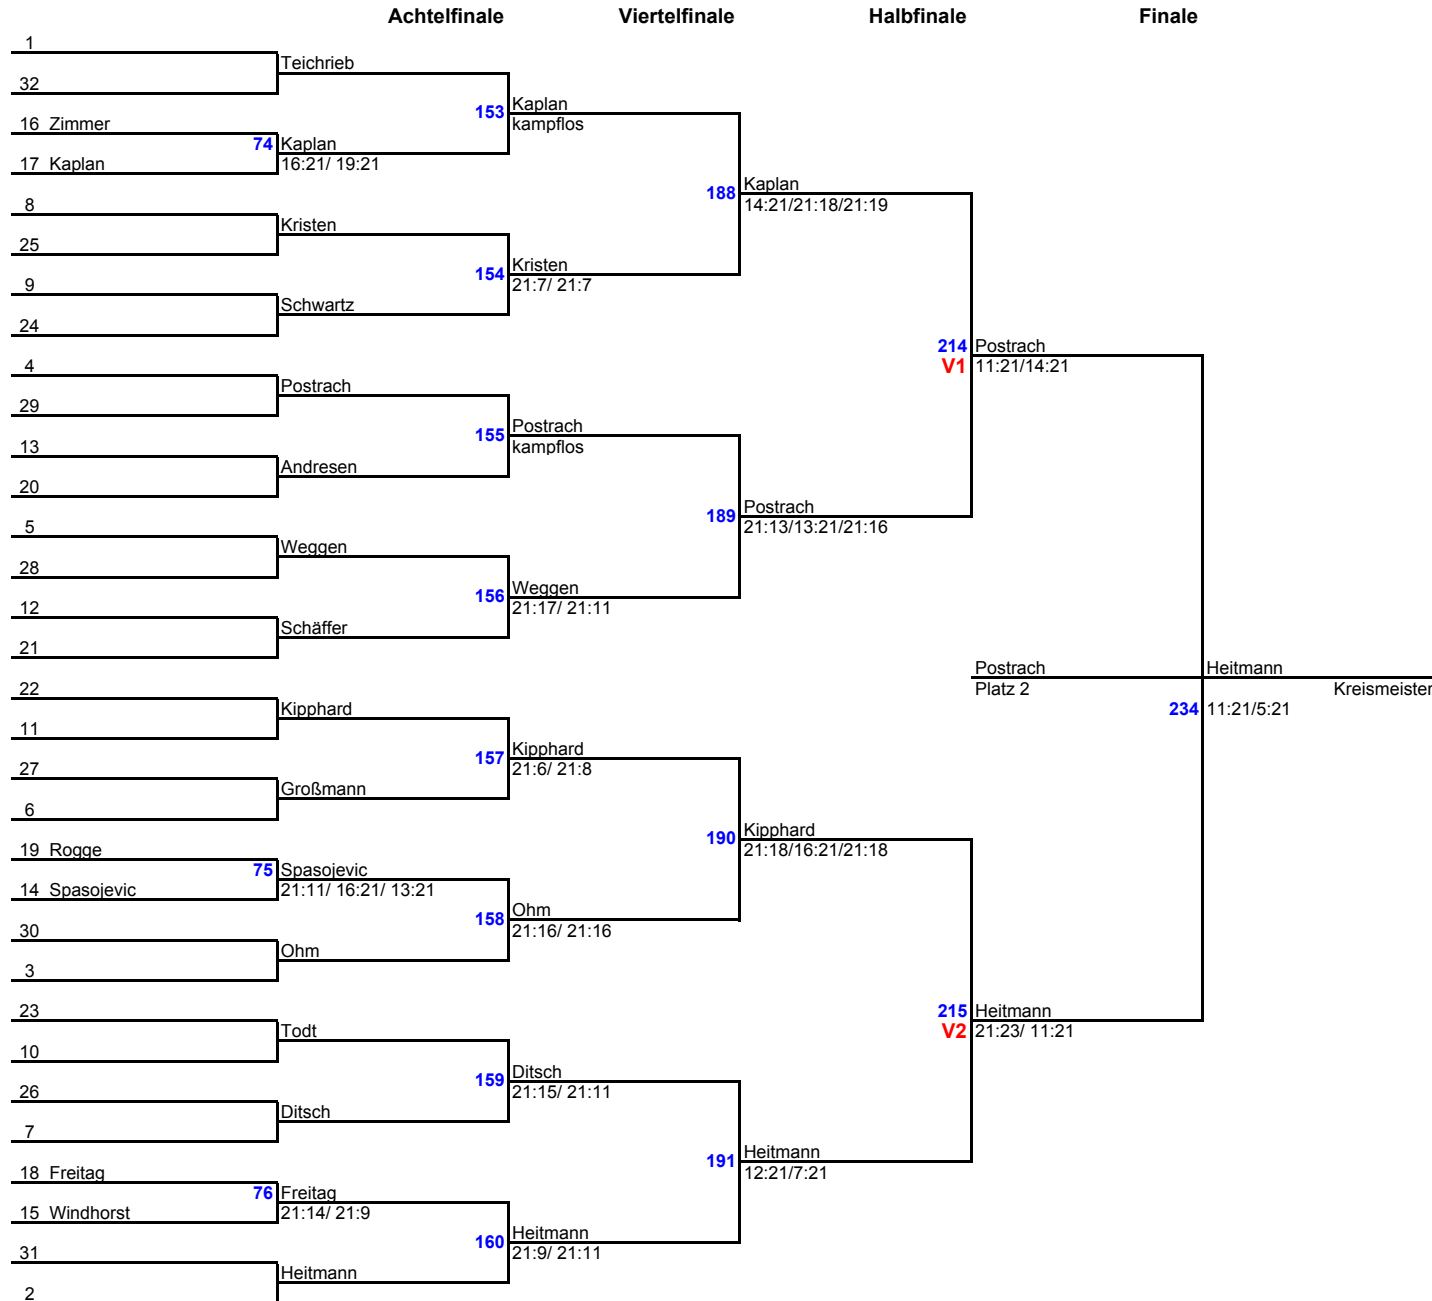 Achtelfinale Viertelfinale Halbfinale Finale
1
Teichrieb
32
153 Kaplan
kampflos
16 Zimmer
74 Kaplan
16:21/ 19:21
17 Kaplan
188 Kaplan
14:21/21:18/21:19
8
Kristen
25
154 Kristen
21:7/ 21:7
9
Schwartz
24
214 Postrach
V1 11:21/14:21
4
Postrach
29
155 Postrach
kampflos
13
Andresen
20
189 Postrach
21:13/13:21/21:16
5
Weggen
28
156 Weggen
21:17/ 21:11
12
Schäffer
21
Postrach Heitmann
Platz 2 Kreismeister
234 11:21/5:21
22
Kipphard
11
157 Kipphard
21:6/ 21:8
27
Großmann
6
190 Kipphard
21:18/16:21/21:18
19 Rogge
75 Spasojevic
21:11/ 16:21/ 13:21
14 Spasojevic
158 Ohm
21:16/ 21:16
30
Ohm
3
215 Heitmann
V2 21:23/ 11:21
23
Todt
10
159 Ditsch
21:15/ 21:11
26
Ditsch
7
191 Heitmann
12:21/7:21
18 Freitag
76 Freitag
21:14/ 21:9
15 Windhorst
160 Heitmann
21:9/ 21:11
31
Heitmann
2